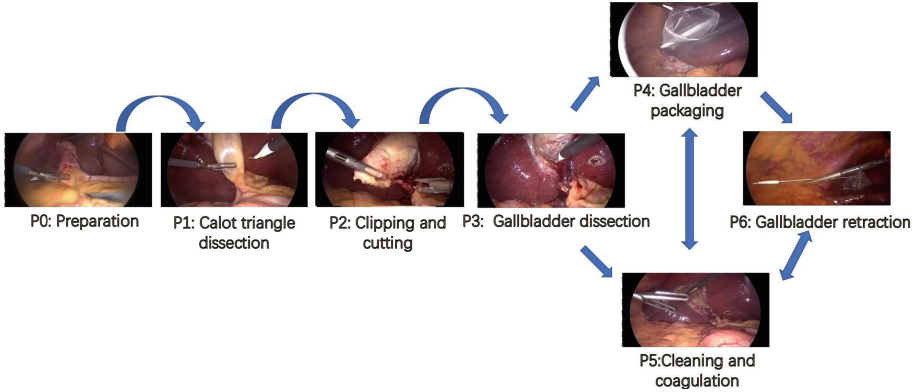 P0: Preparation
P1: Calot triangle
dissection
P2: Clipping and
cutting
P3: Gallbladder dissection
P4: Gallbladder
packaging
P5:Cleaning and
coagulation
P6: Gallbladder retraction